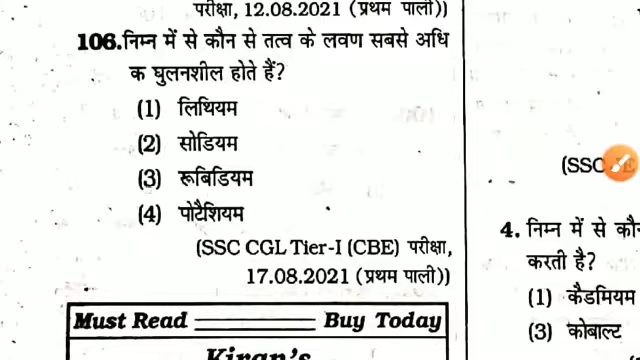 परीक्षा, 12.08.2021 (प्रथम पाली))
106.निम्न में से कौन से तत्व के लवण सबसे अधि
क घुलनशील होते हैं?
(1) लिथियम
(2) सोडियम
(3) रूबिडियम
(4) पोटैशियम
(SSC CGL Tier-I (CBE) परीक्षा,
17.08.2021 (प्रथम पाली))
Must Read Buy Today
Kiran's
(SSC
4. निम्न में से
करती है?
(1) कैडमियम
(3) कोबाल्ट